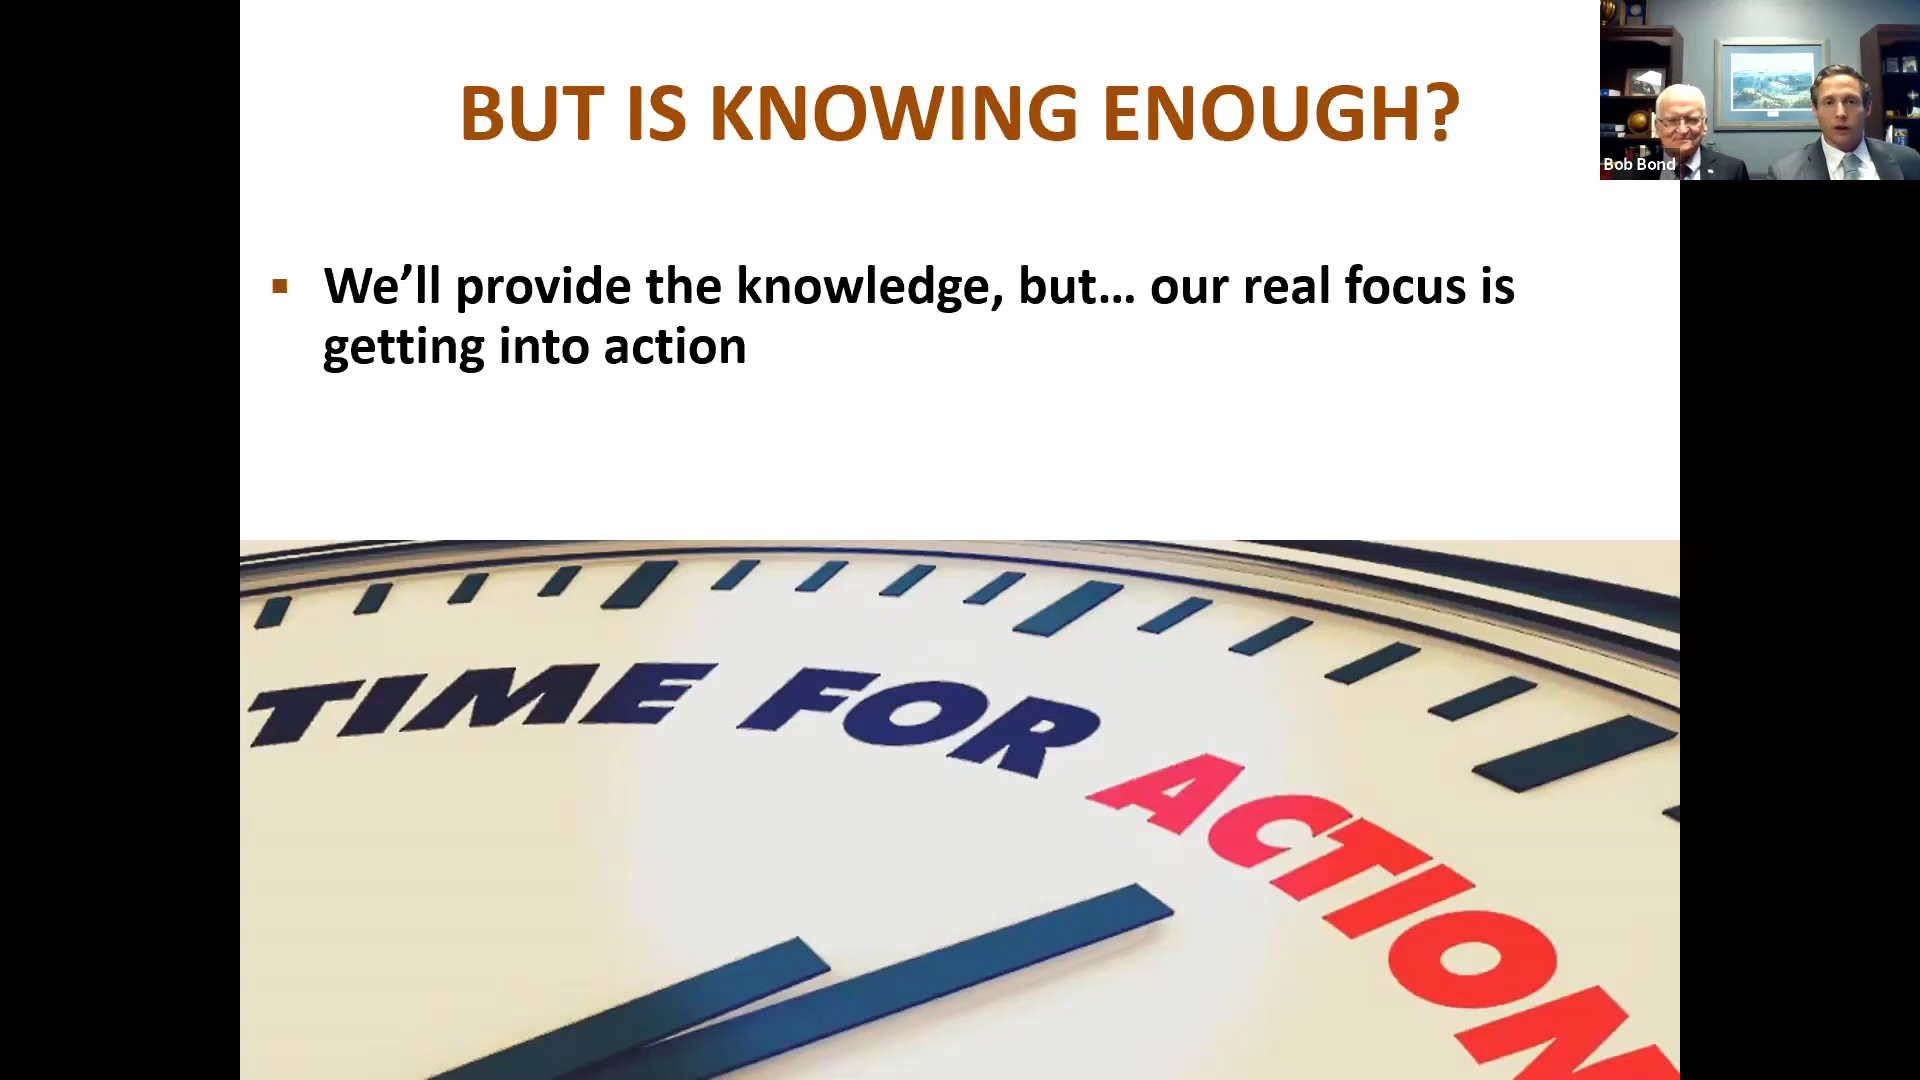 BUT IS KNOWING ENOUGH?
Bob Bond
▪ We’ll provide the knowledge, but… our real focus is
getting into action
TIME FOR ACTION